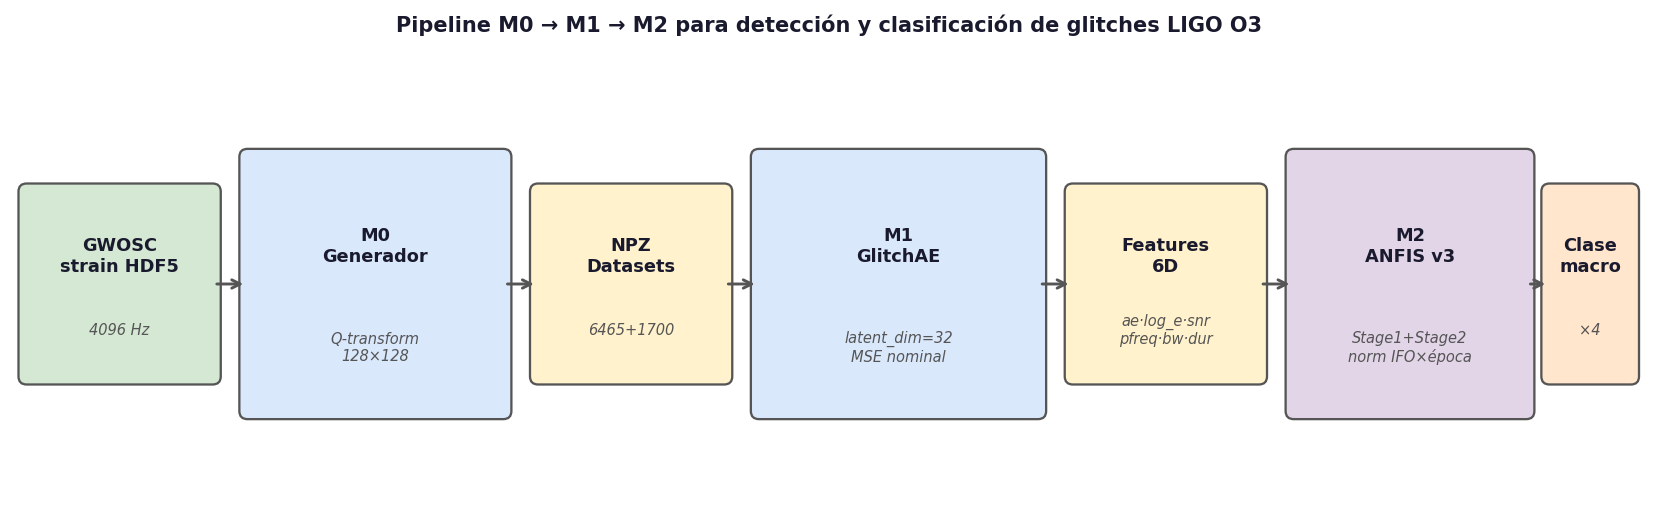 Pipeline M0 → M1 → M2 para detección y clasificación de glitches LIGO O3
GWOSC
strain HDF5
4096 Hz
M0
Generador
Q-transform
128×128
NPZ
Datasets
6465+1700
M1
GlitchAE
latent_dim=32
MSE nominal
Features
6D
ae·log_e·snr
pfreq·bw·dur
M2
ANFIS v3
Stage1+Stage2
norm IFO×época
Clase
macro
×4